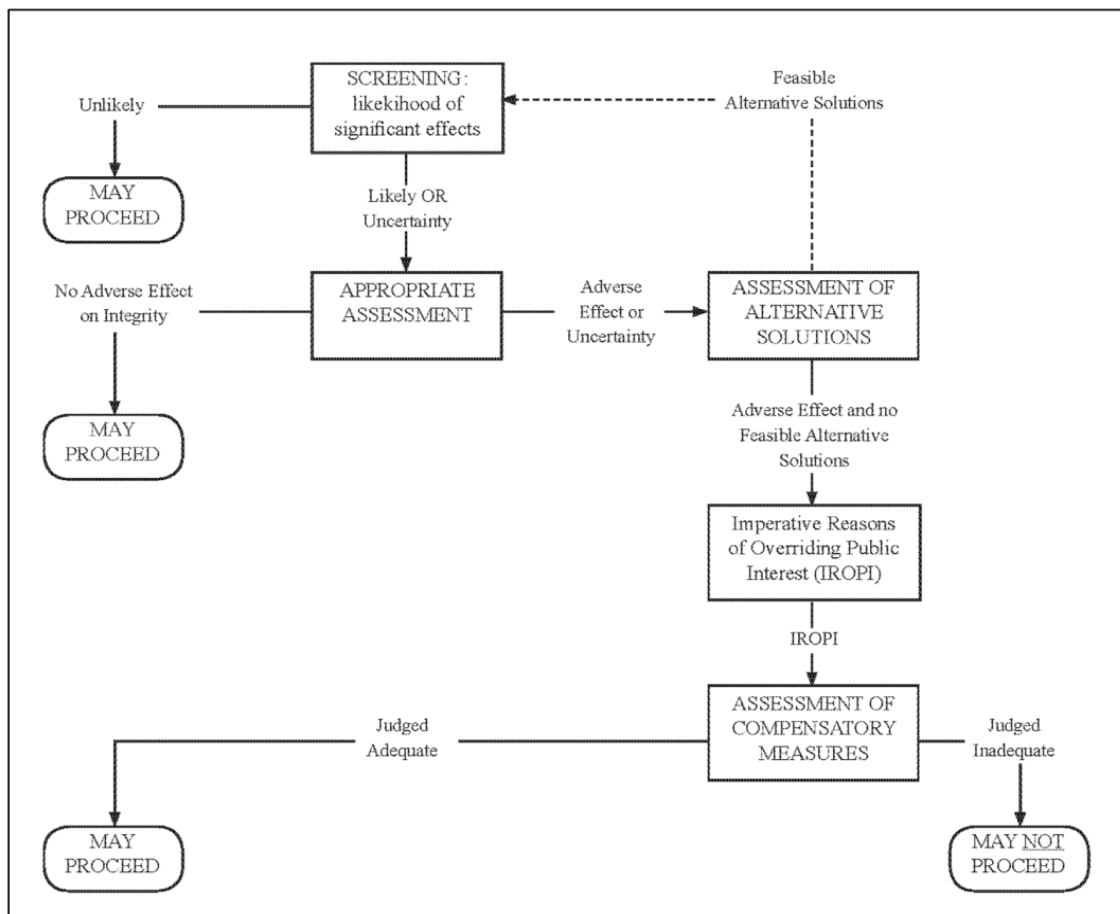 SCREENING:
likekihood of
significant effects
Feasible
Alternative Solutions
Unlikely
MAY
PROCEED
Likely OR
Uncertainty
No Adverse Effect
on Integrity
APPROPRIATE
ASSESSMENT
Adverse
Effect or
Uncertainty
ASSESSMENT OF
ALTERNATIVE
SOLUTIONS
MAY
PROCEED
Adverse Effect and no
Feasible Alternative
Solutions
Imperative Reasons
of Overriding Public
Interest (IROPI)
IROPI
Judged
Adequate
ASSESSMENT OF
COMPENSATORY
MEASURES
Judged
Inadequate
MAY
PROCEED
MAY NOT
PROCEED